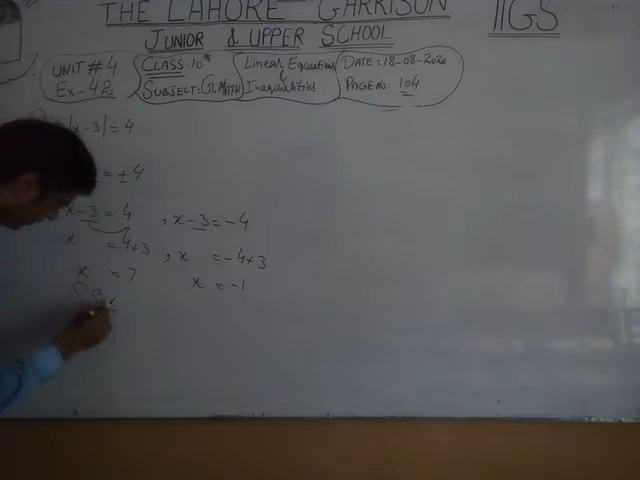 THE LAHORE GARRISON
JUNIOR & UPPER SCHOOL
11GS
UNIT # 4
Ex - 4.2
CLASS: 10th
SUBJECT: G.MATH
Linear Equations
&
Inequalities.
DATE: 18-08-2020
PAGE NO: 104
|x-3| = 4
= ±4
x-3 = 4 , x-3 = -4
x = 4+3 , x = -4+3
x = 7 x = -1
S.S